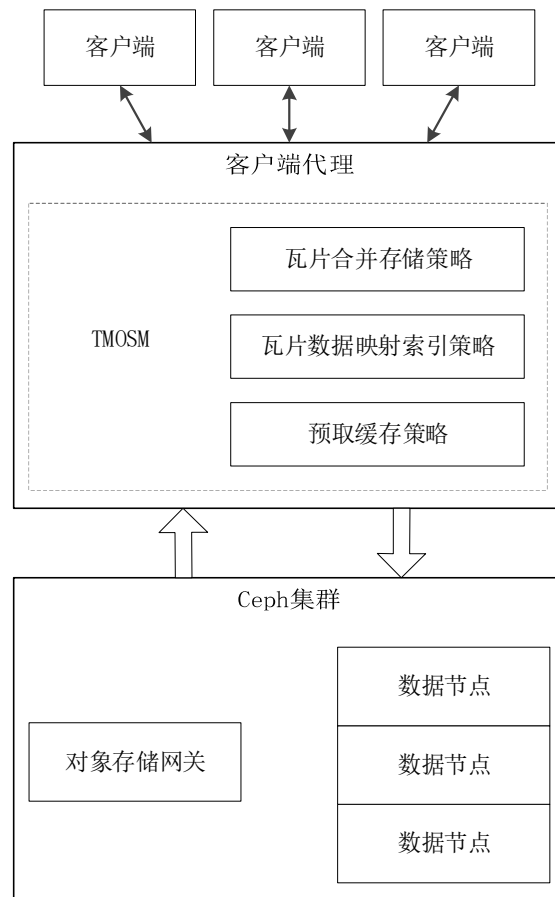 客户端
客户端
客户端
客户端代理
瓦片合并存储策略
TMOSM
瓦片数据映射索引策略
预取缓存策略
Ceph集群
数据节点
对象存储网关
数据节点
数据节点